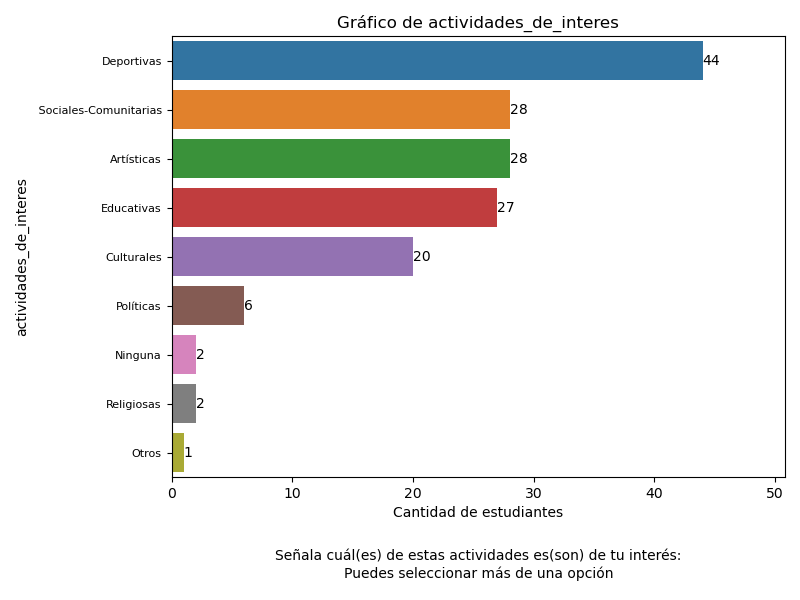 Gráfico de actividades_de_interes
actividades_de_interes
Deportivas 44
Sociales-Comunitarias 28
Artísticas 28
Educativas 27
Culturales 20
Políticas 6
Ninguna 2
Religiosas 2
Otros 1
0 10 20 30 40 50
Cantidad de estudiantes
Señala cuál(es) de estas actividades es(son) de tu interés:
Puedes seleccionar más de una opción